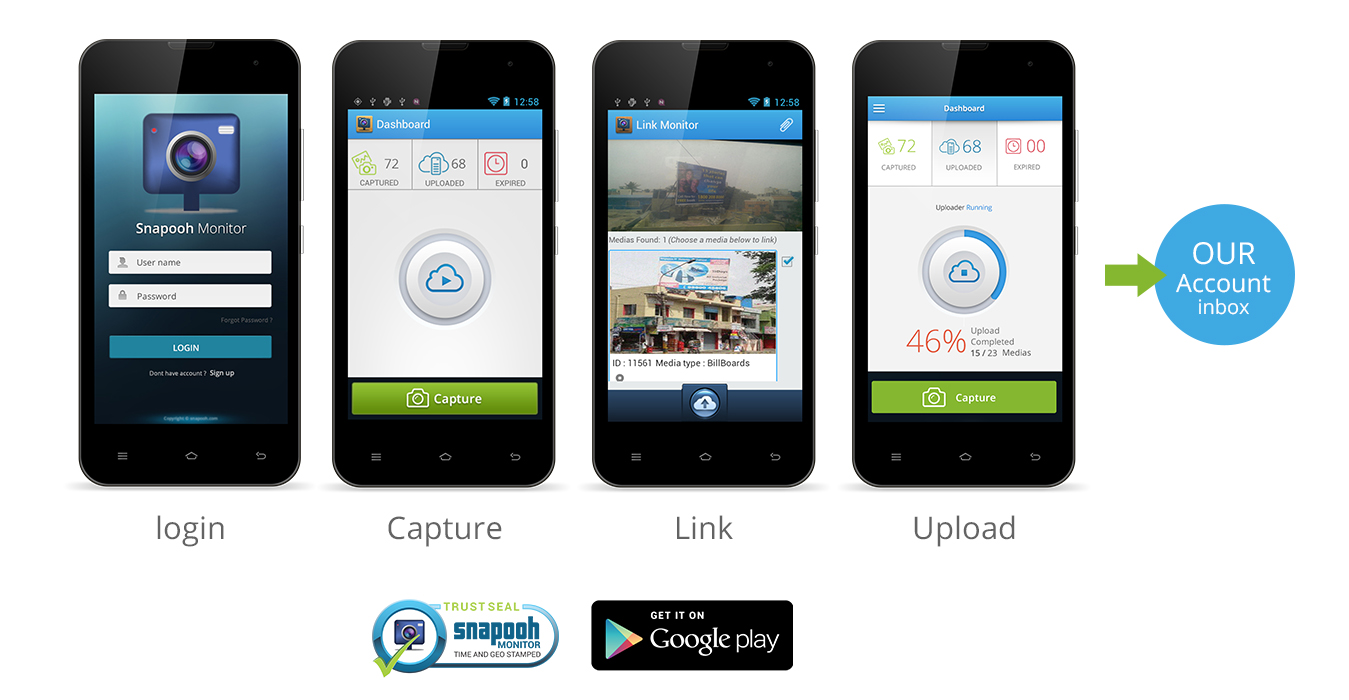 Snapooh Monitor
User name
Password
Forgot Password ?
LOGIN
Dont have account ? Sign up
Copyright © snapooh.com
login
12:58
Dashboard
72
CAPTURED
68
UPLOADED
0
EXPIRED
Capture
Capture
12:58
Link Monitor
Medias Found: 1 (Choose a media below to link)
ID : 11561 Media type : BillBoards
Link
Dashboard
72
CAPTURED
68
UPLOADED
00
EXPIRED
Uploader Running
46%
Upload
Completed
15 / 23 Medias
Capture
Upload
OUR
Account
inbox
TRUST SEAL
snapooh
MONITOR
TIME AND GEO STAMPED
GET IT ON
Google play